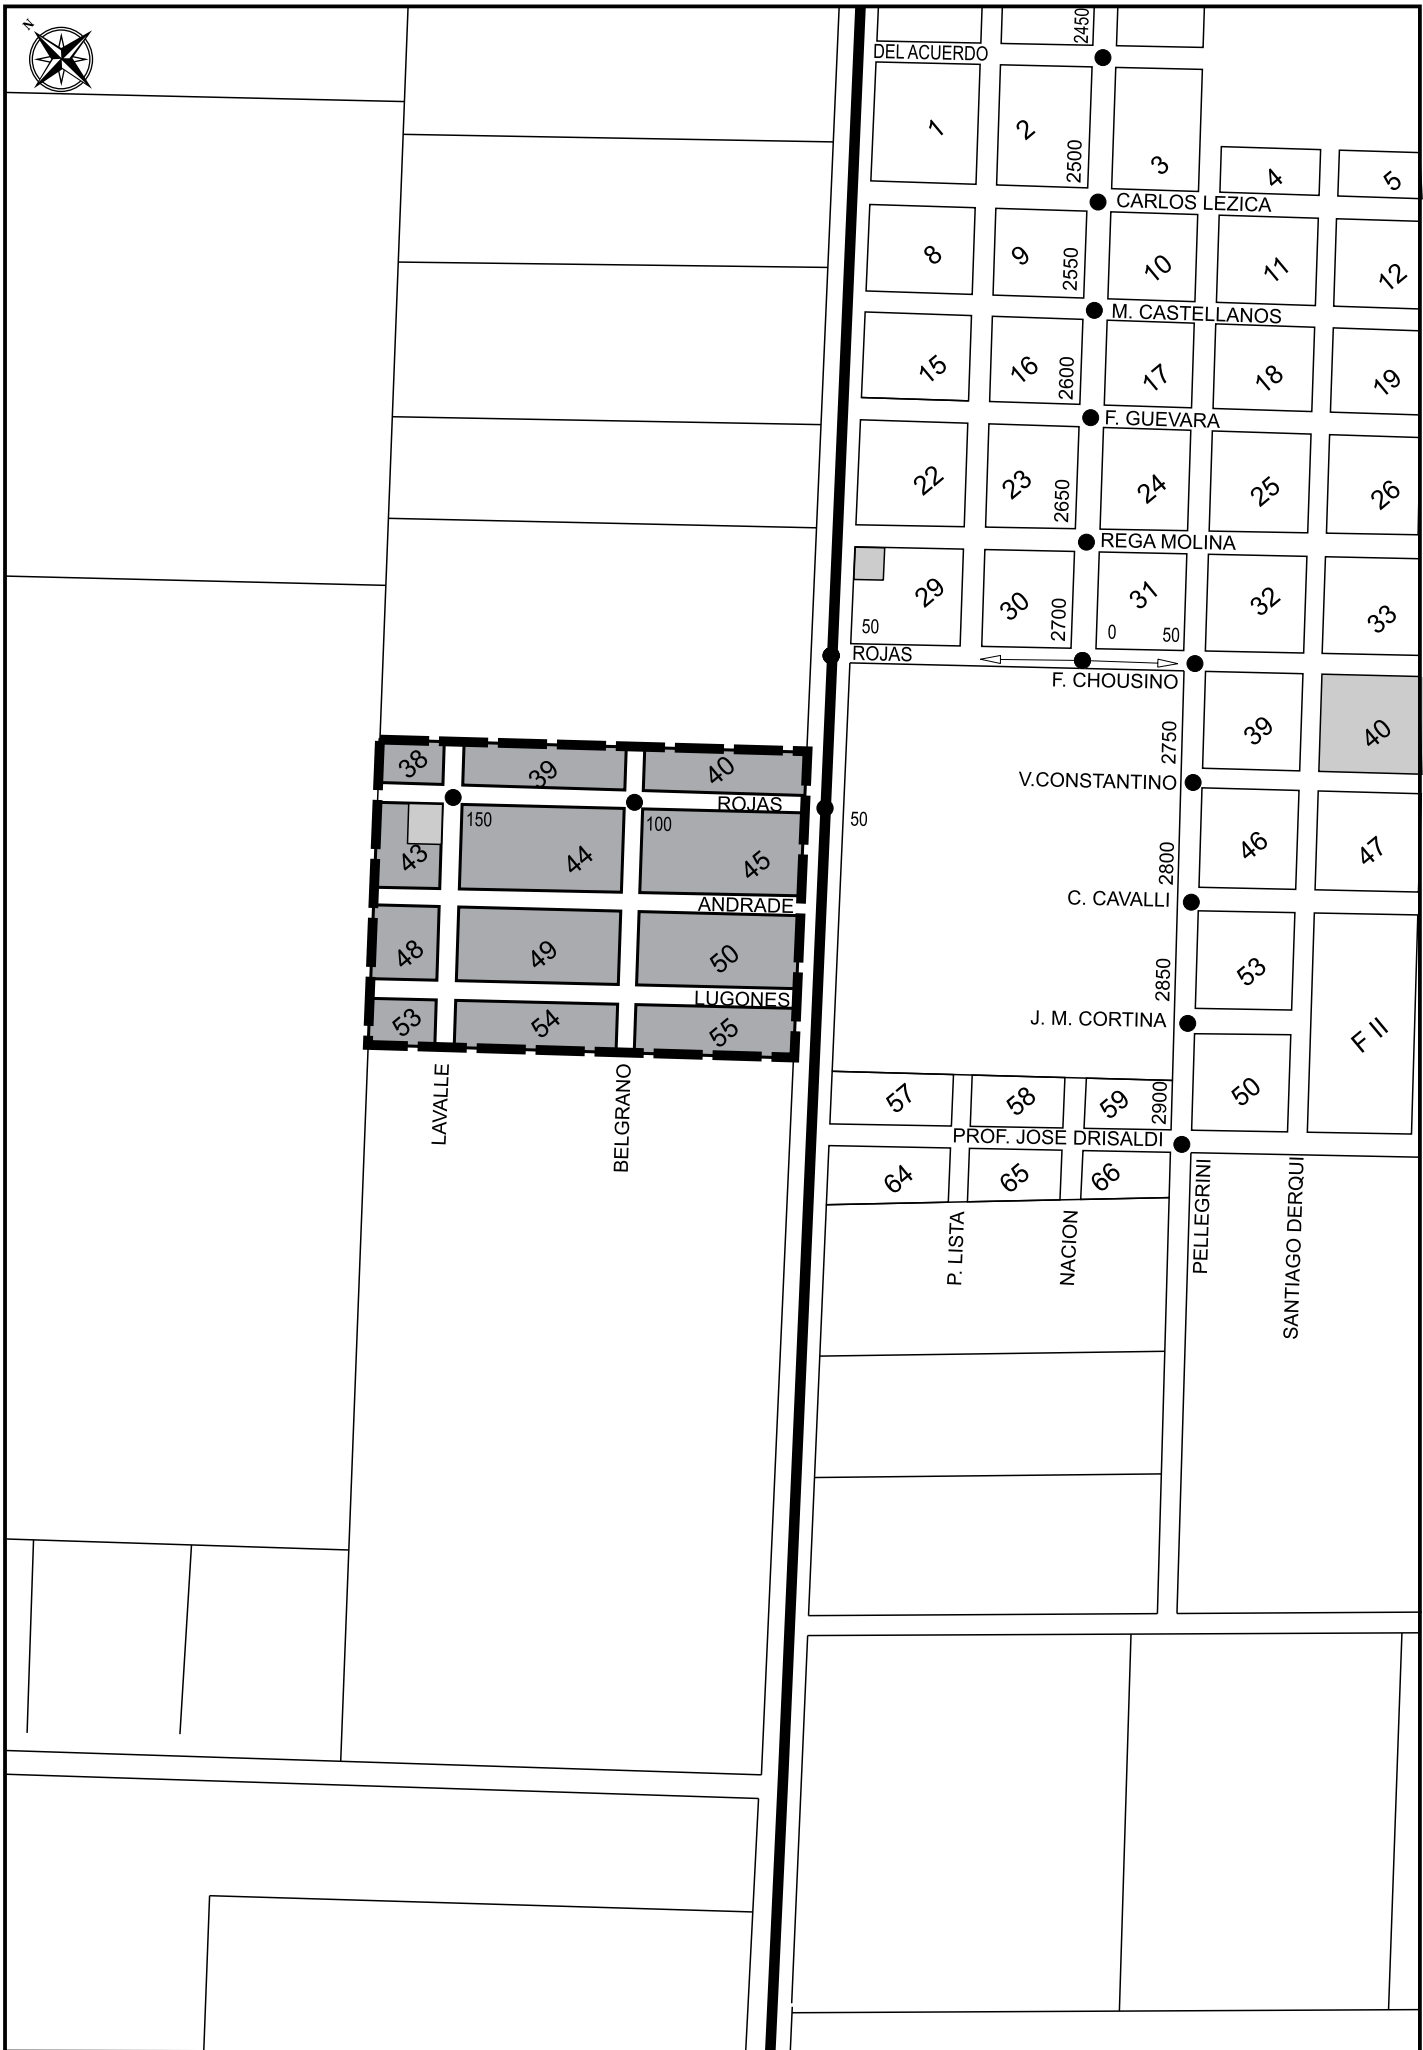 N
2450
DEL ACUERDO
1
2
2500
3
4
5
CARLOS LEZICA
8
9
2550
10
11
12
M. CASTELLANOS
15
16
2600
17
18
19
F. GUEVARA
22
23
2650
24
25
26
REGA MOLINA
29
50
30
2700
31
0
50
32
33
ROJAS
F. CHOUSINO
2750
39
40
38
39
40
V.CONSTANTINO
ROJAS
150
100
50
43
44
45
2800
46
47
ANDRADE
C. CAVALLI
48
49
50
2850
53
F II
LUGONES
53
54
55
J. M. CORTINA
LAVALLE
BELGRANO
57
58
59
2900
50
PROF. JOSE DRISALDI
64
65
66
P. LISTA
NACION
PELLEGRINI
SANTIAGO DERQUI